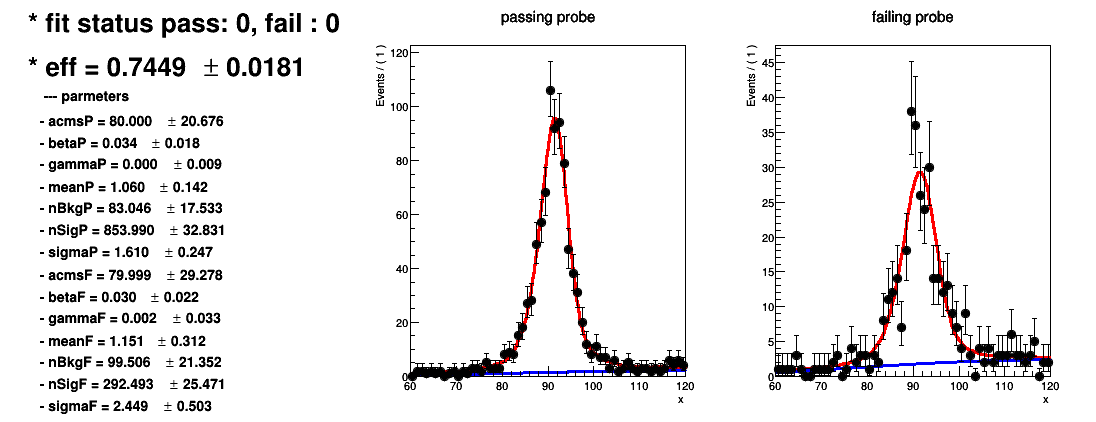 * fit status pass: 0, fail : 0
* eff = 0.7449 ± 0.0181
--- parmeters
- acmsP = 80.000 ± 20.676
- betaP = 0.034 ± 0.018
- gammaP = 0.000 ± 0.009
- meanP = 1.060 ± 0.142
- nBkgP = 83.046 ± 17.533
- nSigP = 853.990 ± 32.831
- sigmaP = 1.610 ± 0.247
- acmsF = 79.999 ± 29.278
- betaF = 0.030 ± 0.022
- gammaF = 0.002 ± 0.033
- meanF = 1.151 ± 0.312
- nBkgF = 99.506 ± 21.352
- nSigF = 292.493 ± 25.471
- sigmaF = 2.449 ± 0.503
passing probe
Events / ( 1 )
120
100
80
60
40
20
0
60 70 80 90 100 110 120
x
failing probe
Events / ( 1 )
45
40
35
30
25
20
15
10
5
0
60 70 80 90 100 110 120
x